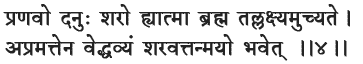 प्रणवो दनुः शरो ह्यात्मा ब्रह्म तल्लक्ष्यमुच्यते ।
अप्रमत्तेन वेद्धव्यं शरवत्तन्मयो भवेत् ।।४।।